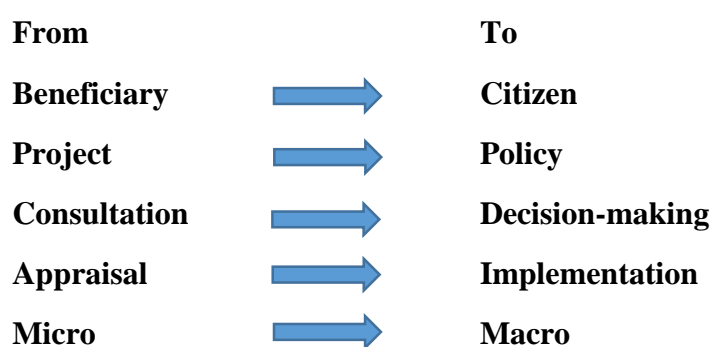 From To
Beneficiary Citizen
Project Policy
Consultation Decision-making
Appraisal Implementation
Micro Macro